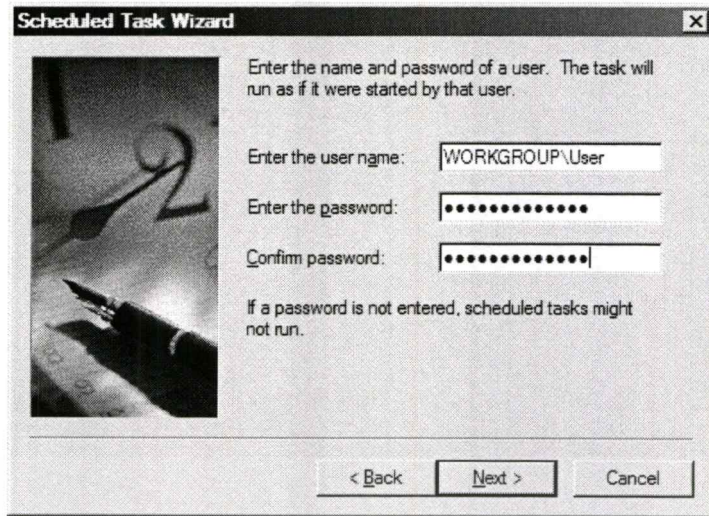 Scheduled Task Wizard
Enter the name and password of a user. The task will
run as if it were started by that user.
Enter the user name: WORKGROUP\User
Enter the password: •••••••••••••
Confirm password: •••••••••••••
If a password is not entered, scheduled tasks might
not run.
< Back Next > Cancel